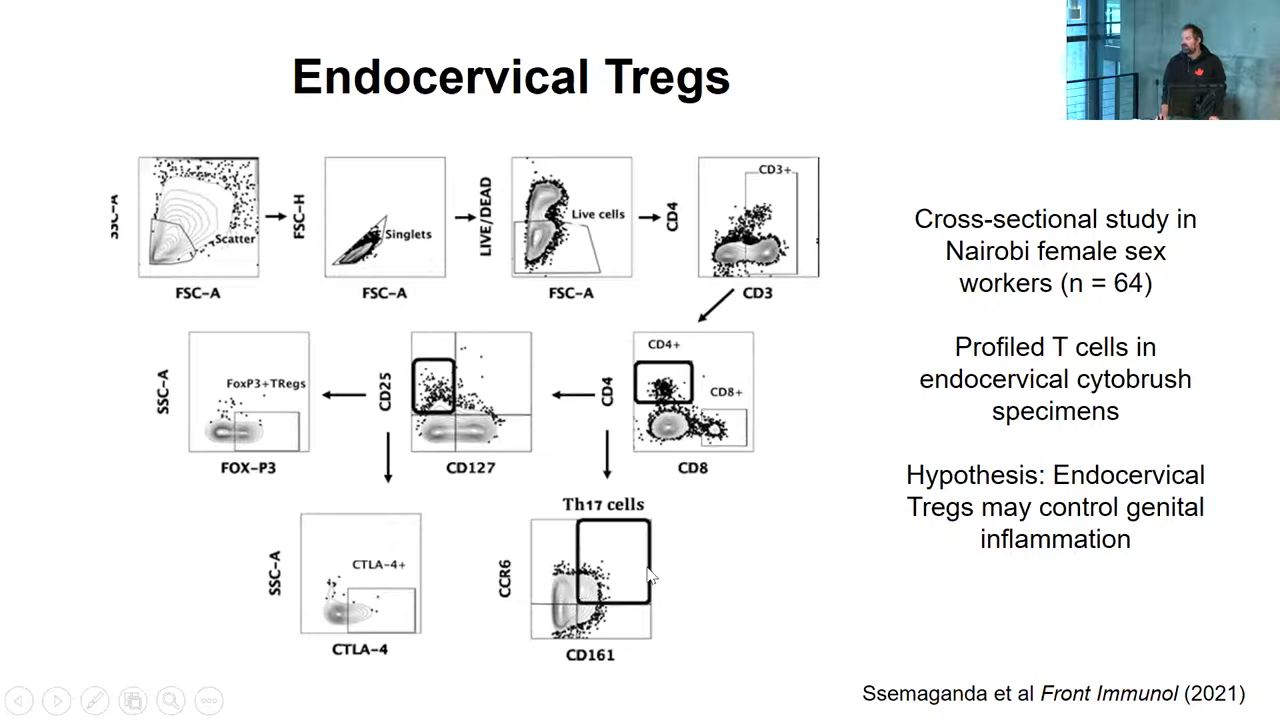 Endocervical Tregs
SSC-A
Scatter
FSC-A
FSC-H
Singlets
FSC-A
LIVE/DEAD
Live cells
FSC-A
CD4
CD3+
CD3
SSC-A
FoxP3+TRegs
FOX-P3
CD25
CD127
CD4
CD4+
CD8+
CD8
SSC-A
CTLA-4+
CTLA-4
Th17 cells
CCR6
CD161
Cross-sectional study in
Nairobi female sex
workers (n = 64)
Profiled T cells in
endocervical cytobrush
specimens
Hypothesis: Endocervical
Tregs may control genital
inflammation
Ssemaganda et al Front Immunol (2021)